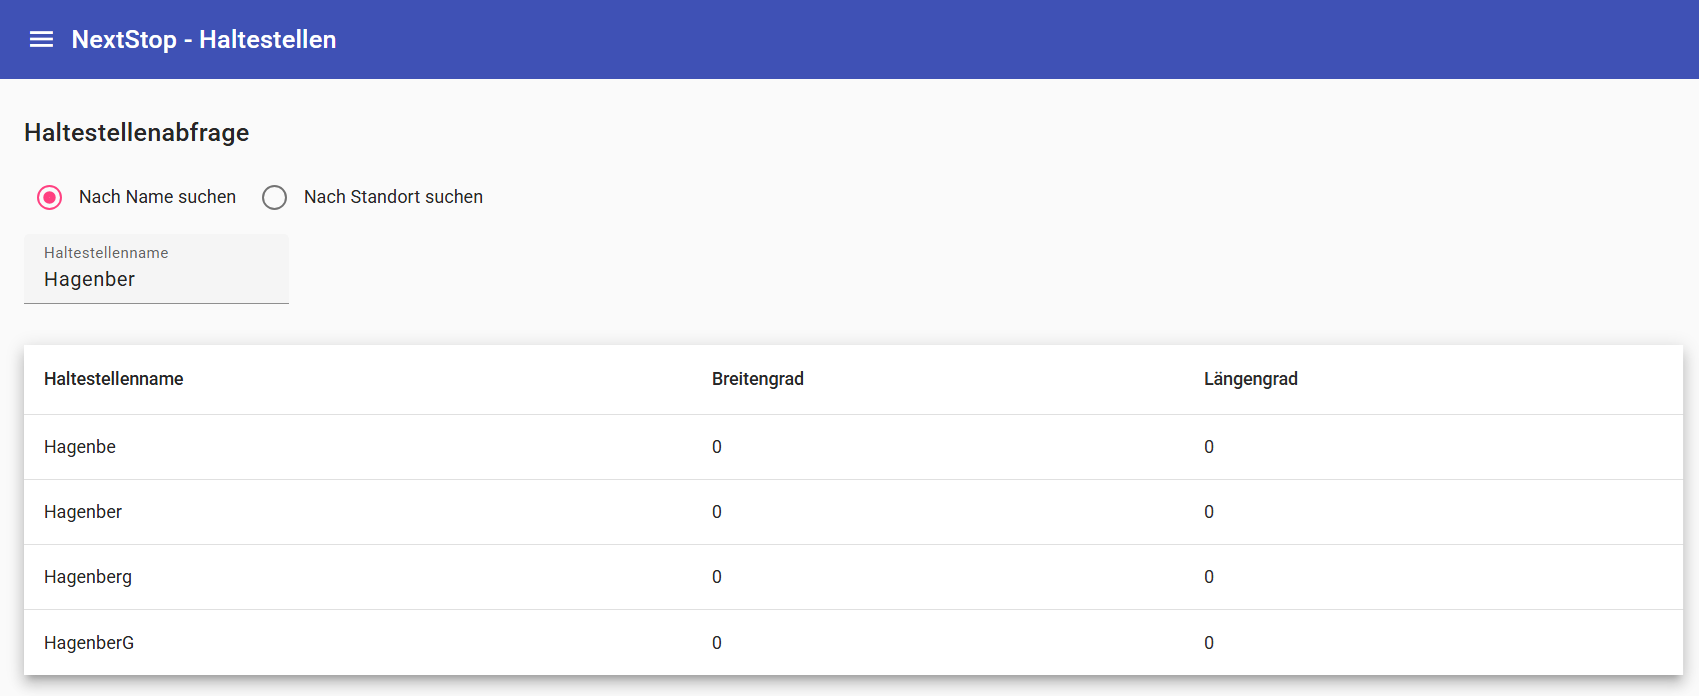 NextStop - Haltestellen
Haltestellenabfrage
Nach Name suchen Nach Standort suchen
Haltestellenname
Hagenber
Haltestellenname Breitengrad Längengrad
Hagenbe 0 0
Hagenber 0 0
Hagenberg 0 0
HagenberG 0 0